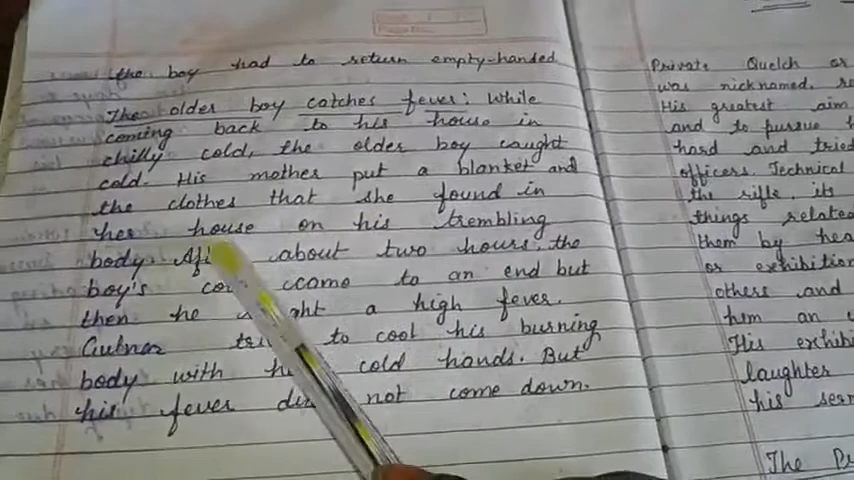 the boy had to return empty-handed
The older boy catches fever: While
coming back to his house in
chilly cold, the older boy caught
cold. His mother put a blanket and
the clothes that she found in
her house on his trembling
body. about two hours. the
boy's came to an end but
then he a high fever.
Gulnar to cool his burning
body with cold hands. But
his fever not come down.
Private Quelch or
was nicknamed.
His greatest aim
and to pursue
hard and tried
officers. Technical
the rifle, its
things related
them by
or exhibition
others and
him an
His
laughter
his
The